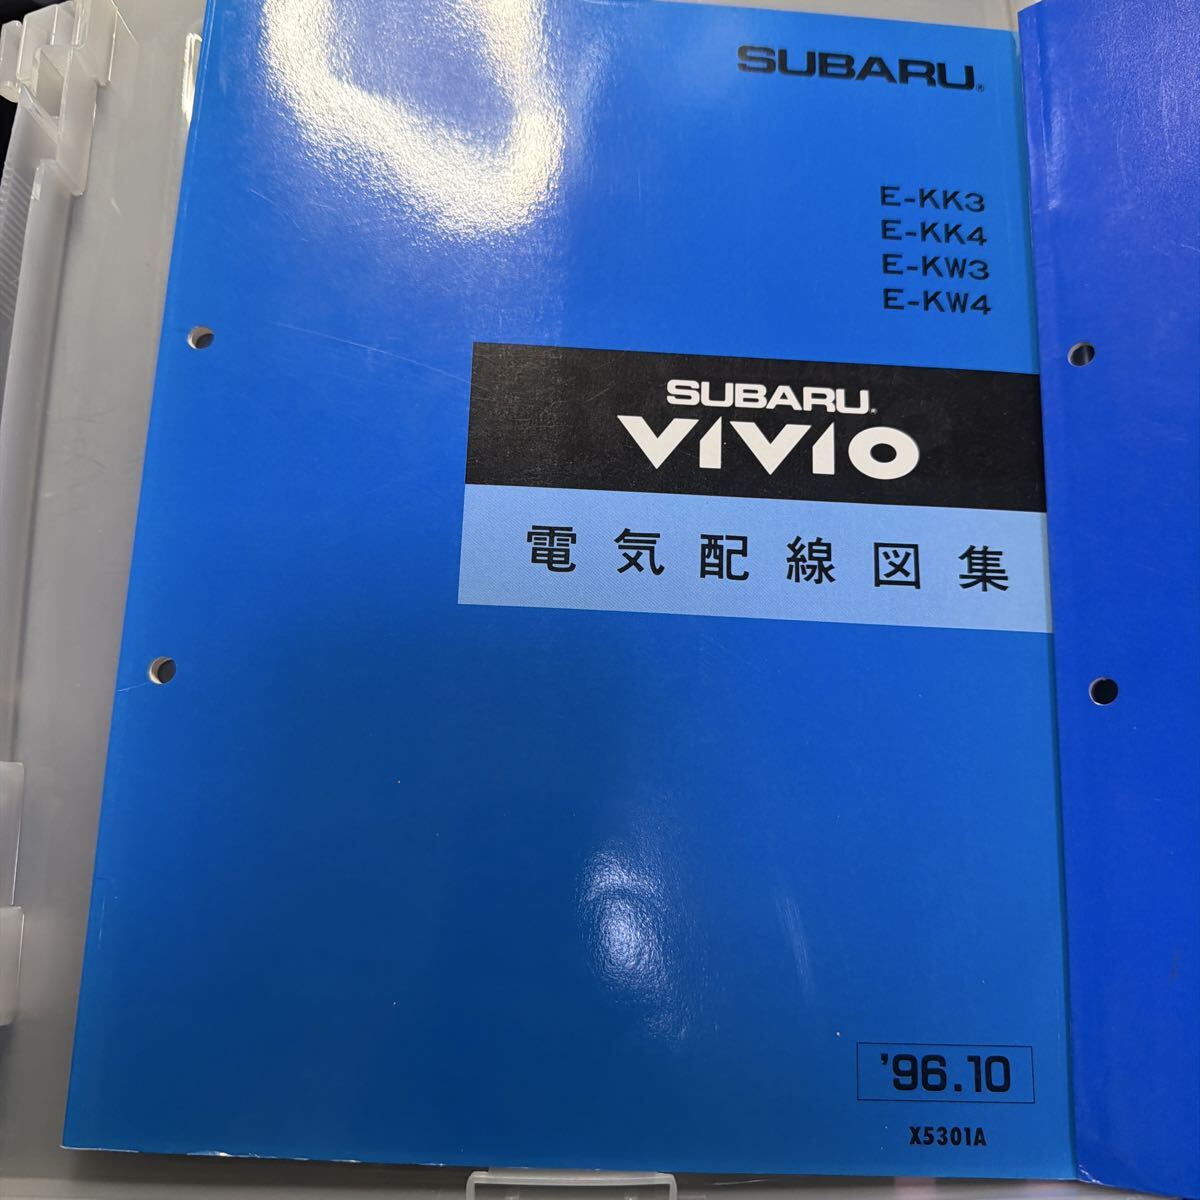 SUBARU®
E-KK3
E-KK4
E-KW3
E-KW4
SUBARU®
VIVIO
電気配線図集
'96.10
X5301A